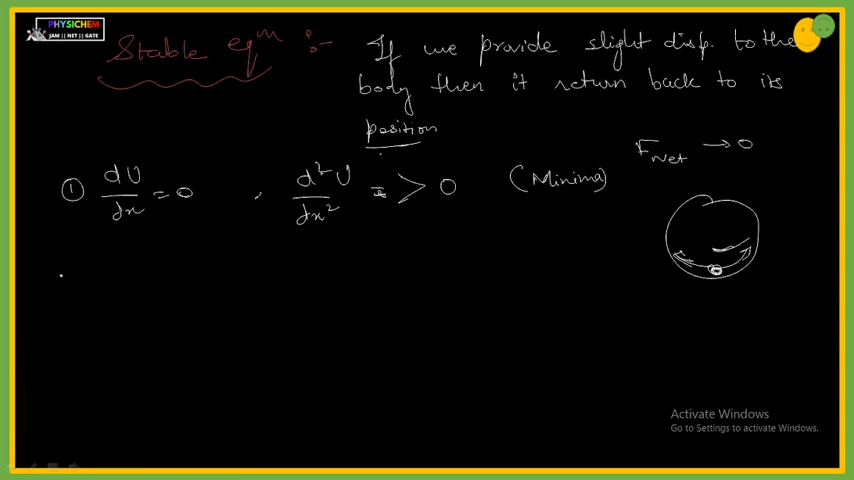 PHYSICHEM
JAM || NET || GATE
Stable eqm :- If we provide slight disp. to the
body then it return back to its
position
FNet → 0
① dU/dx = 0 , d²U/dx² = > 0 (Minima)
Activate Windows
Go to Settings to activate Windows.